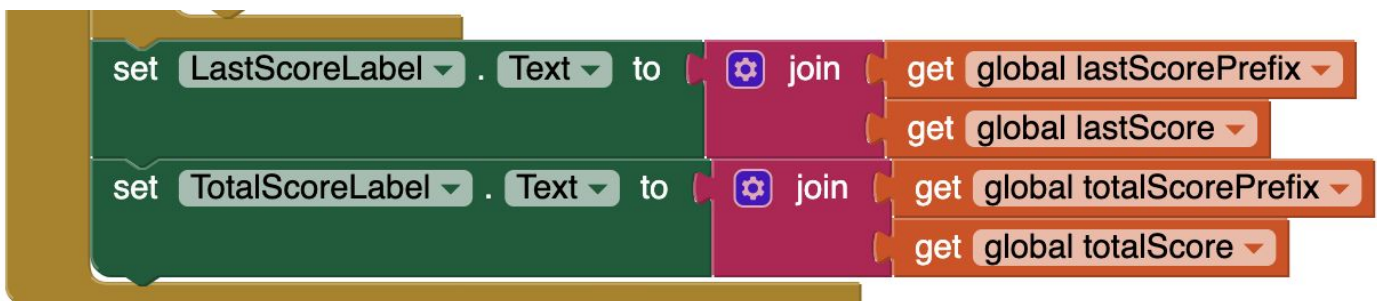 set LastScoreLabel . Text to join get global lastScorePrefix
get global lastScore
set TotalScoreLabel . Text to join get global totalScorePrefix
get global totalScore